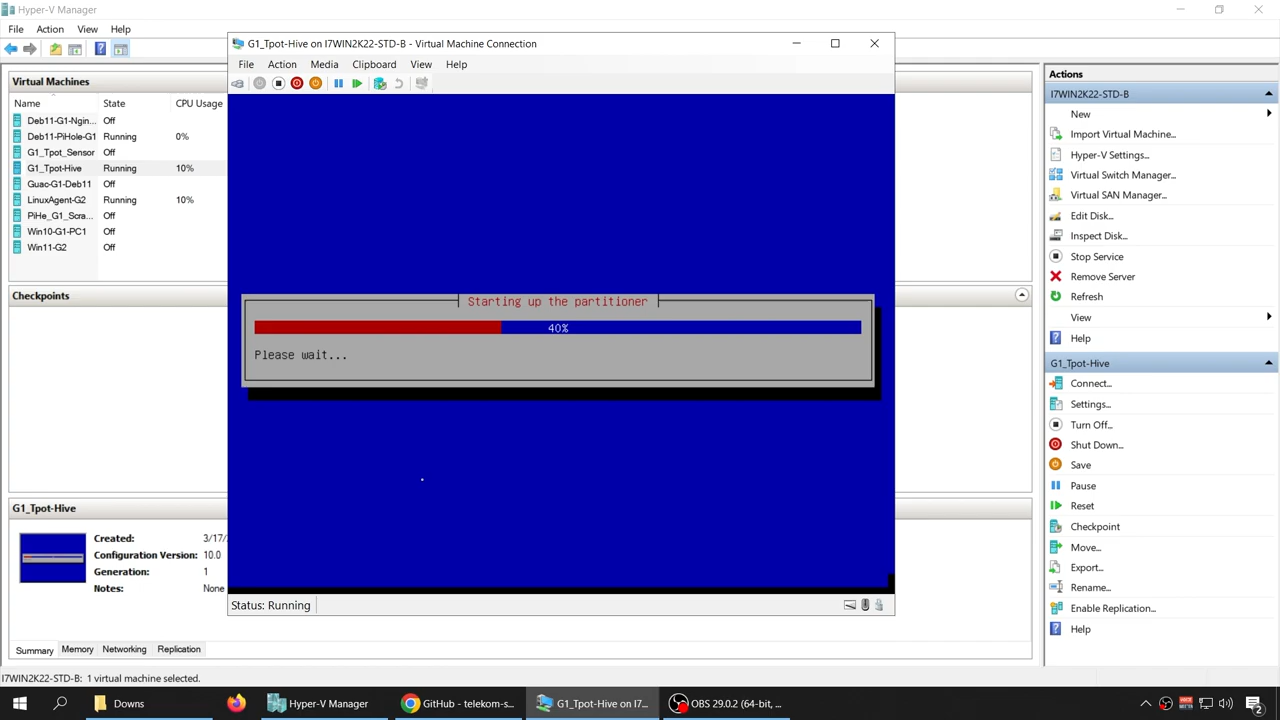 Hyper-V Manager
File Action View Help
Virtual Machines
Name State CPU Usage
Deb11-G1-Ngin... Off
Deb11-PiHole-G1 Running 0%
G1_Tpot_Sensor Off
G1_Tpot-Hive Running 10%
Guac-G1-Deb11 Off
LinuxAgent-G2 Running 10%
PiHe_G1_Scra... Off
Win10-G1-PC1 Off
Win11-G2 Off
Checkpoints
G1_Tpot-Hive
Created: 3/17/
Configuration Version: 10.0
Generation: 1
Notes: None
Summary Memory Networking Replication
I7WIN2K22-STD-B: 1 virtual machine selected.
G1_Tpot-Hive on I7WIN2K22-STD-B - Virtual Machine Connection
File Action Media Clipboard View Help
Starting up the partitioner
40%
Please wait...
Status: Running
Actions
I7WIN2K22-STD-B
New
Import Virtual Machine...
Hyper-V Settings...
Virtual Switch Manager...
Virtual SAN Manager...
Edit Disk...
Inspect Disk...
Stop Service
Remove Server
Refresh
View
Help
G1_Tpot-Hive
Connect...
Settings...
Turn Off...
Shut Down...
Save
Pause
Reset
Checkpoint
Move...
Export...
Rename...
Enable Replication...
Help
Downs
Hyper-V Manager
GitHub - telekom-s...
G1_Tpot-Hive on I7...
OBS 29.0.2 (64-bit, ...
2